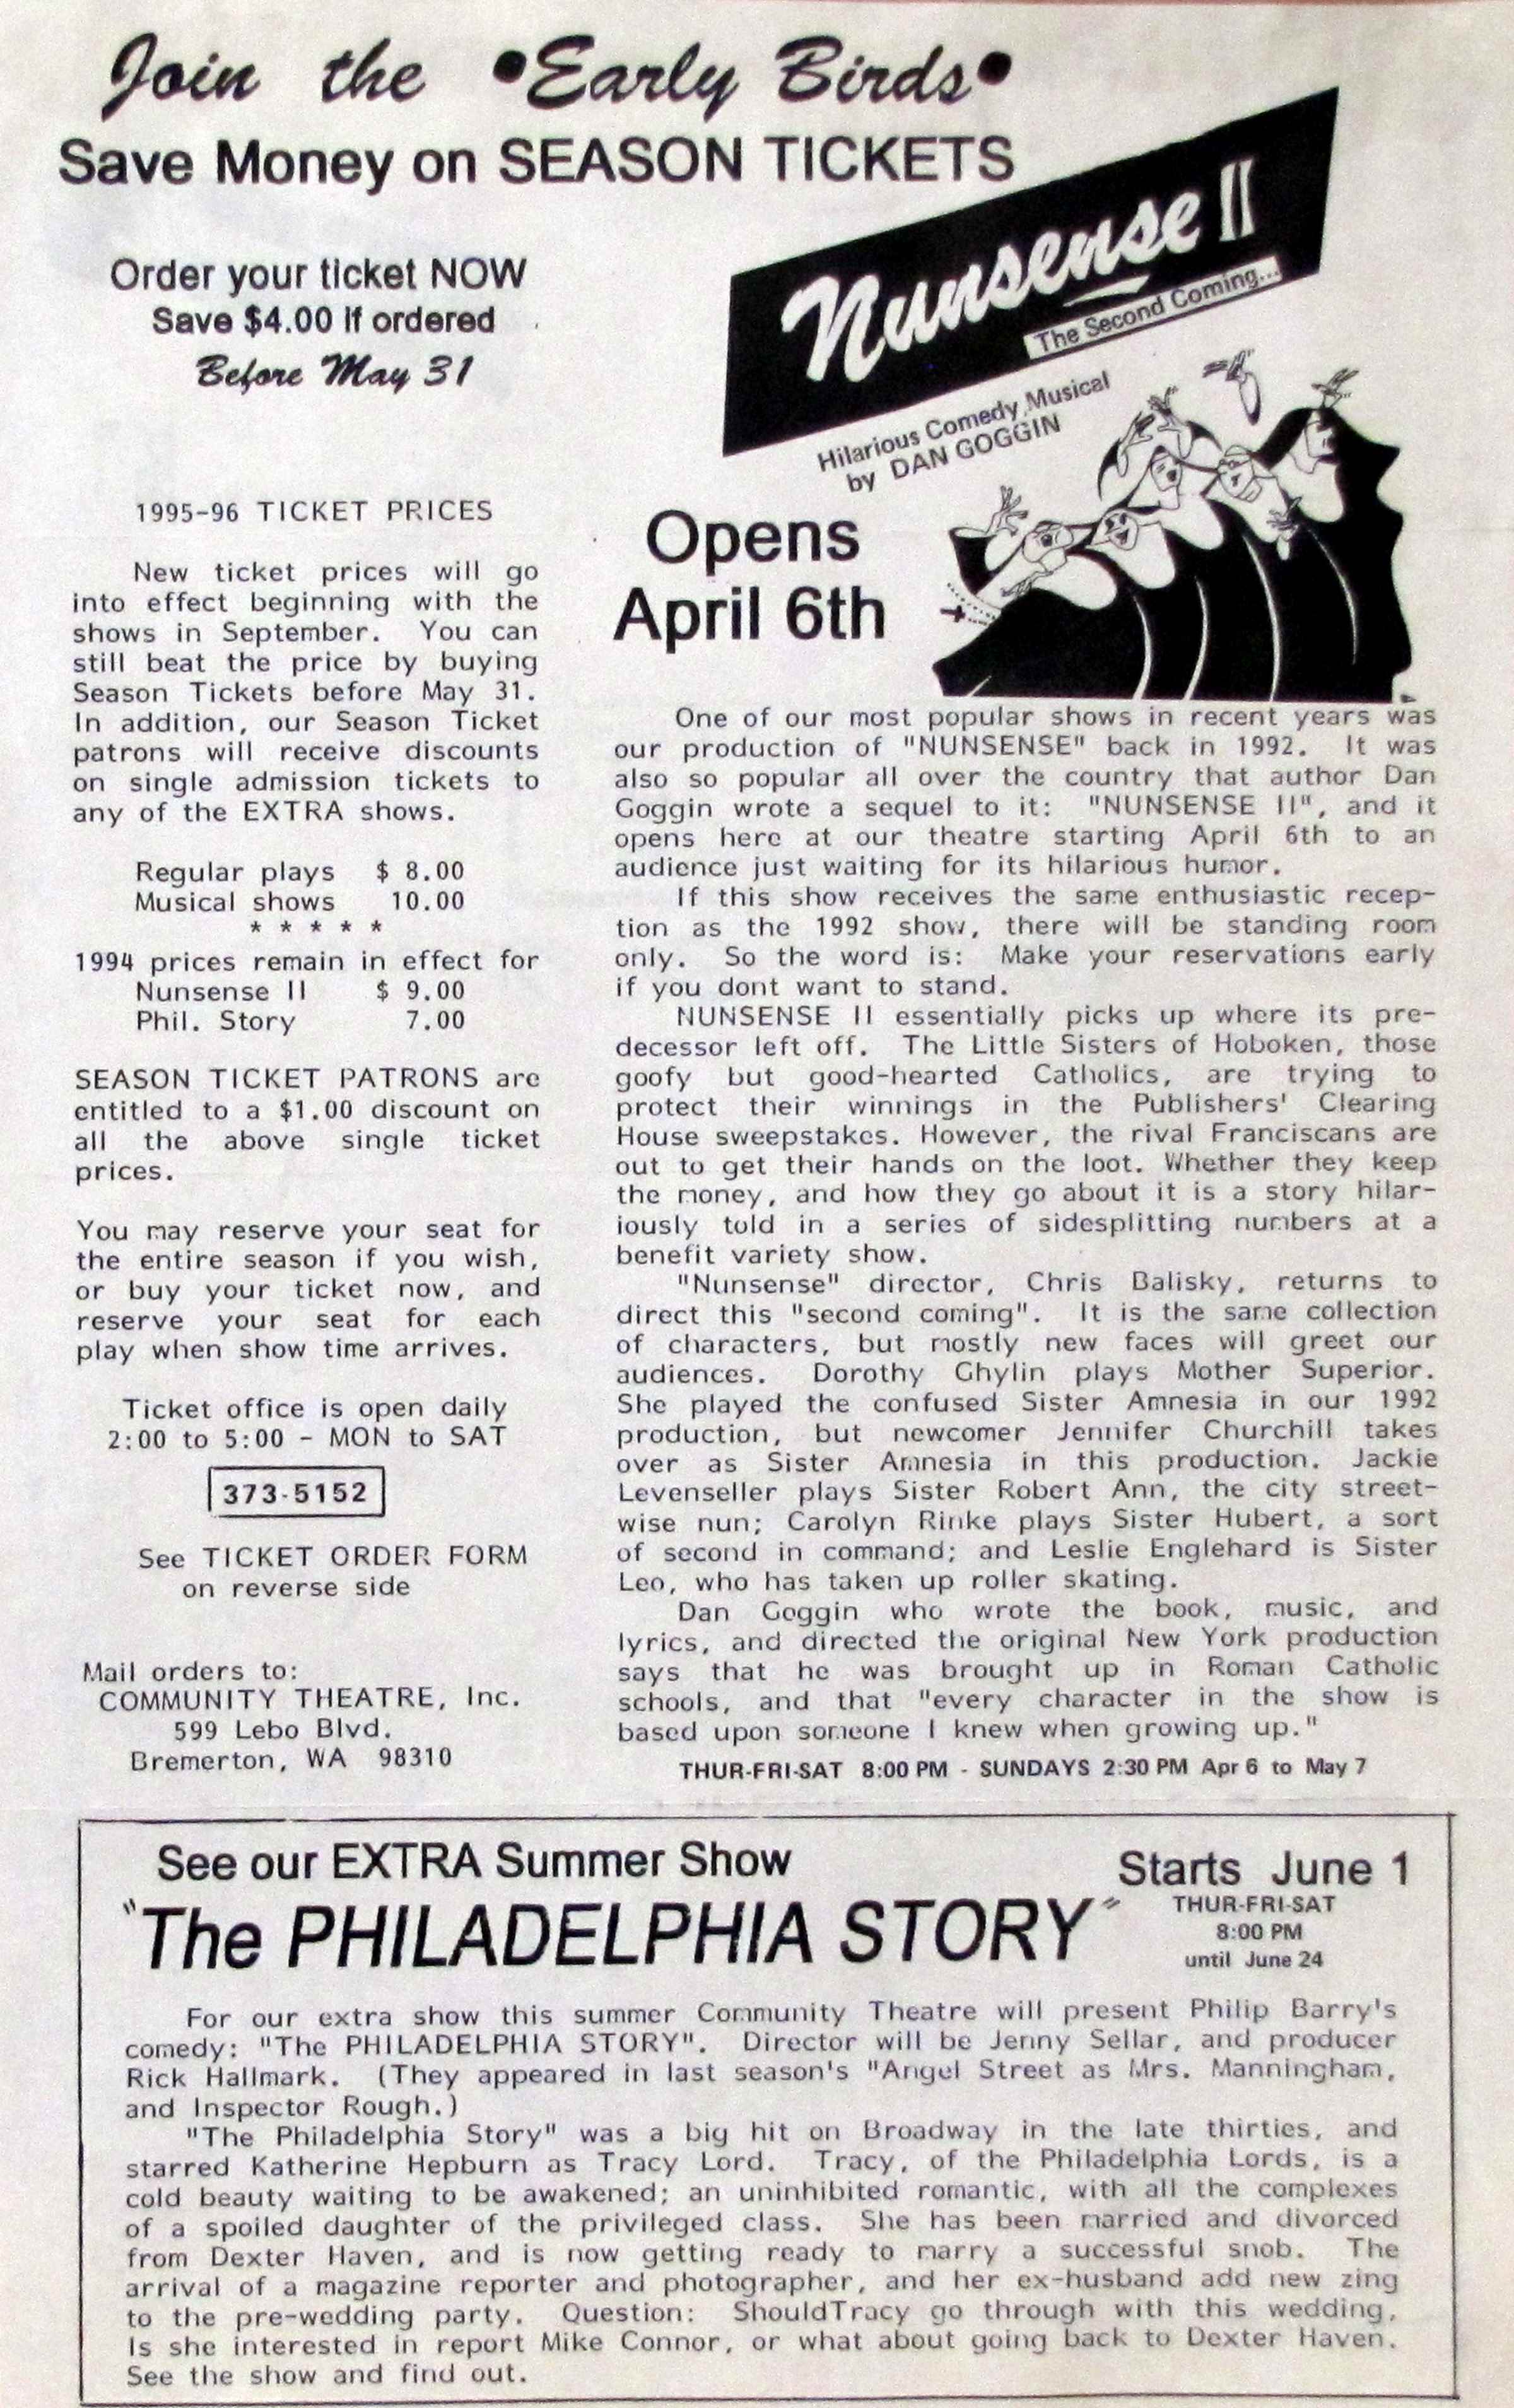 Join the •Early Birds•
Save Money on SEASON TICKETS
Order your ticket NOW
Save $4.00 if ordered
Before May 31
1995-96 TICKET PRICES
New ticket prices will go
into effect beginning with the
shows in September. You can
still beat the price by buying
Season Tickets before May 31.
In addition, our Season Ticket
patrons will receive discounts
on single admission tickets to
any of the EXTRA shows.
Regular plays $ 8.00
Musical shows 10.00
* * * * *
1994 prices remain in effect for
Nunsense II $ 9.00
Phil. Story 7.00
SEASON TICKET PATRONS are
entitled to a $1.00 discount on
all the above single ticket
prices.
You may reserve your seat for
the entire season if you wish,
or buy your ticket now, and
reserve your seat for each
play when show time arrives.
Ticket office is open daily
2:00 to 5:00 - MON to SAT
373-5152
See TICKET ORDER FORM
on reverse side
Mail orders to:
COMMUNITY THEATRE, Inc.
599 Lebo Blvd.
Bremerton, WA 98310
Nunsense II
The Second Coming...
Hilarious Comedy Musical
by DAN GOGGIN
Opens
April 6th
One of our most popular shows in recent years was
our production of "NUNSENSE" back in 1992. It was
also so popular all over the country that author Dan
Goggin wrote a sequel to it: "NUNSENSE II", and it
opens here at our theatre starting April 6th to an
audience just waiting for its hilarious humor.
If this show receives the same enthusiastic recep-
tion as the 1992 show, there will be standing room
only. So the word is: Make your reservations early
if you dont want to stand.
NUNSENSE II essentially picks up where its pre-
decessor left off. The Little Sisters of Hoboken, those
goofy but good-hearted Catholics, are trying to
protect their winnings in the Publishers' Clearing
House sweepstakes. However, the rival Franciscans are
out to get their hands on the loot. Whether they keep
the money, and how they go about it is a story hilar-
iously told in a series of sidesplitting numbers at a
benefit variety show.
"Nunsense" director, Chris Balisky, returns to
direct this "second coming". It is the same collection
of characters, but mostly new faces will greet our
audiences. Dorothy Ghylin plays Mother Superior.
She played the confused Sister Amnesia in our 1992
production, but newcomer Jennifer Churchill takes
over as Sister Amnesia in this production. Jackie
Levenseller plays Sister Robert Ann, the city street-
wise nun; Carolyn Rinke plays Sister Hubert, a sort
of second in command; and Leslie Englehard is Sister
Leo, who has taken up roller skating.
Dan Goggin who wrote the book, music, and
lyrics, and directed the original New York production
says that he was brought up in Roman Catholic
schools, and that "every character in the show is
based upon someone I knew when growing up."
THUR-FRI-SAT 8:00 PM - SUNDAYS 2:30 PM Apr 6 to May 7
See our EXTRA Summer Show
"The PHILADELPHIA STORY"
Starts June 1
THUR-FRI-SAT
8:00 PM
until June 24
For our extra show this summer Community Theatre will present Philip Barry's
comedy: "The PHILADELPHIA STORY". Director will be Jenny Sellar, and producer
Rick Hallmark. (They appeared in last season's "Angel Street as Mrs. Manningham,
and Inspector Rough.)
"The Philadelphia Story" was a big hit on Broadway in the late thirties, and
starred Katherine Hepburn as Tracy Lord. Tracy, of the Philadelphia Lords, is a
cold beauty waiting to be awakened; an uninhibited romantic, with all the complexes
of a spoiled daughter of the privileged class. She has been married and divorced
from Dexter Haven, and is now getting ready to marry a successful snob. The
arrival of a magazine reporter and photographer, and her ex-husband add new zing
to the pre-wedding party. Question: ShouldTracy go through with this wedding,
Is she interested in report Mike Connor, or what about going back to Dexter Haven.
See the show and find out.